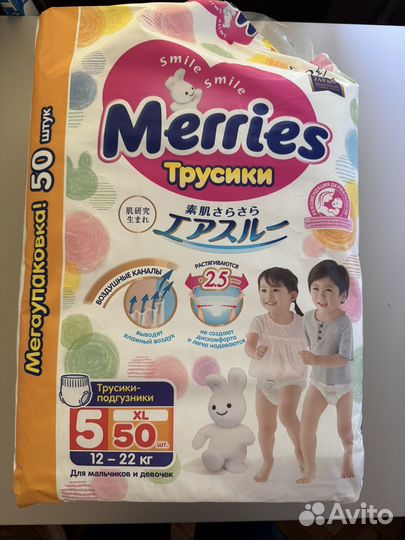 Мегаупаковка! 50 штук
Smile Smile
Merries
Трусики
JAPAN
肌研究
生まれ
素肌さらさら
エアスルー
ВОЗДУШНЫЕ КАНАЛЫ
выводят
влажный воздух
РАСТЯГИВАЮТСЯ
2.5
не создают
дискомфорта
и легко надеваются
Трусики-
подгузники
5
XL
50
шт.
12 – 22 кг
Для мальчиков и девочек
Avito